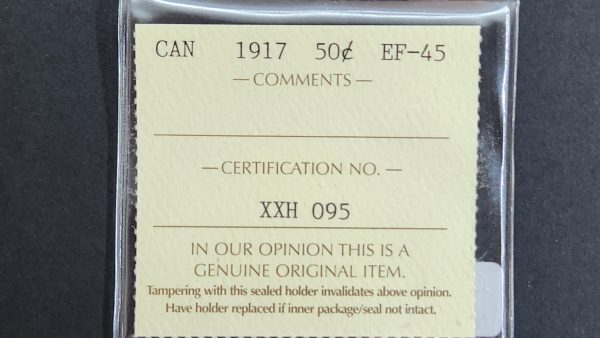 CAN 1917 50¢ EF-45
— COMMENTS —
— CERTIFICATION NO. —
XXH 095
IN OUR OPINION THIS IS A
GENUINE ORIGINAL ITEM.
Tampering with this sealed holder invalidates above opinion.
Have holder replaced if inner package/seal not intact.